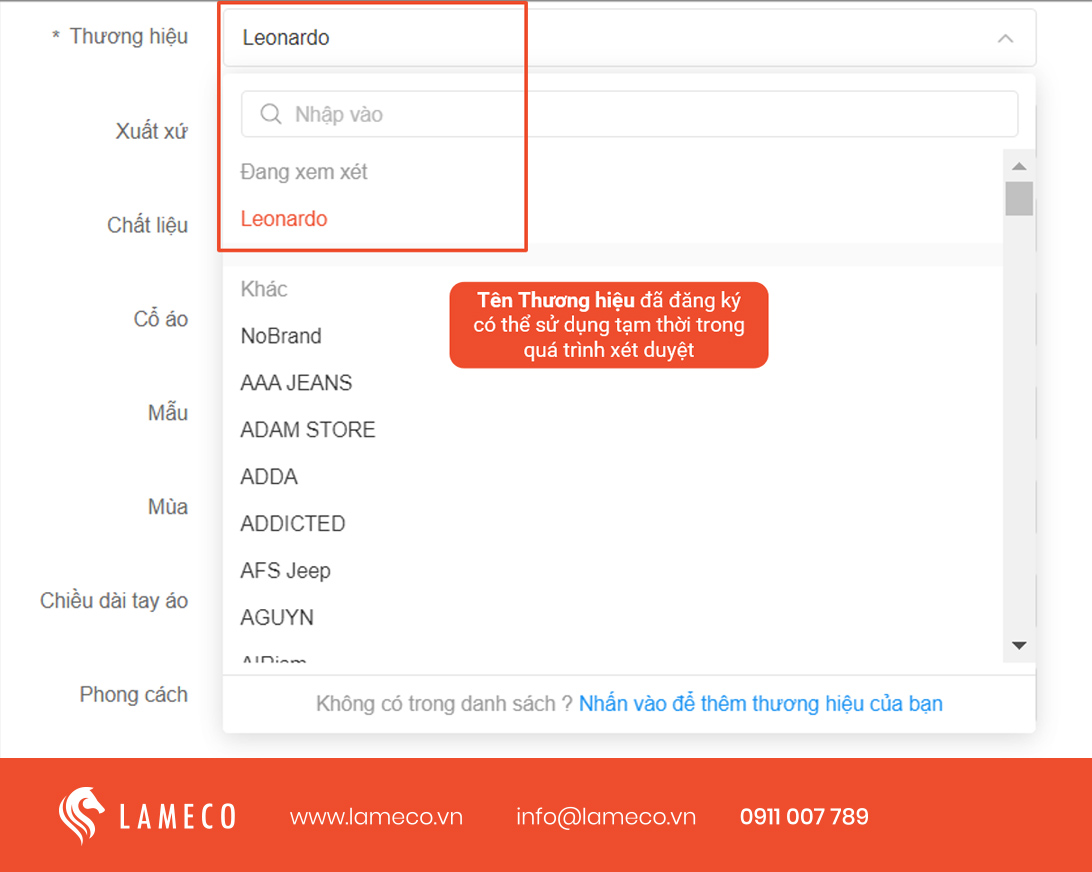 * Thương hiệu
Leonardo
Nhập vào
Xuất xứ
Đang xem xét
Chất liệu
Leonardo
Khác
Cổ áo
NoBrand
Tên Thương hiệu đã đăng ký
có thể sử dụng tạm thời trong
quá trình xét duyệt
AAA JEANS
Mẫu
ADAM STORE
ADDA
Mùa
ADDICTED
AFS Jeep
Chiều dài tay áo
AGUYN
Phong cách
Không có trong danh sách ? Nhấn vào để thêm thương hiệu của bạn
LAMECO
www.lameco.vn
info@lameco.vn
0911 007 789